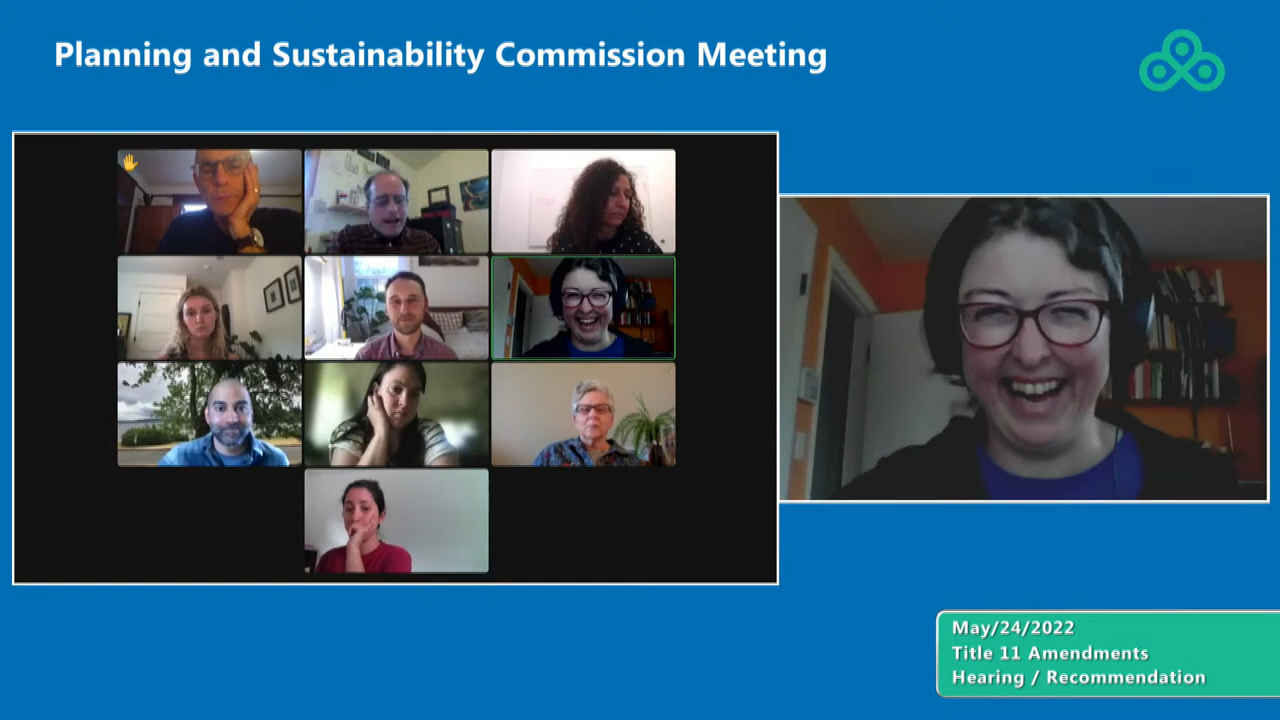 Planning and Sustainability Commission Meeting
May/24/2022
Title 11 Amendments
Hearing / Recommendation